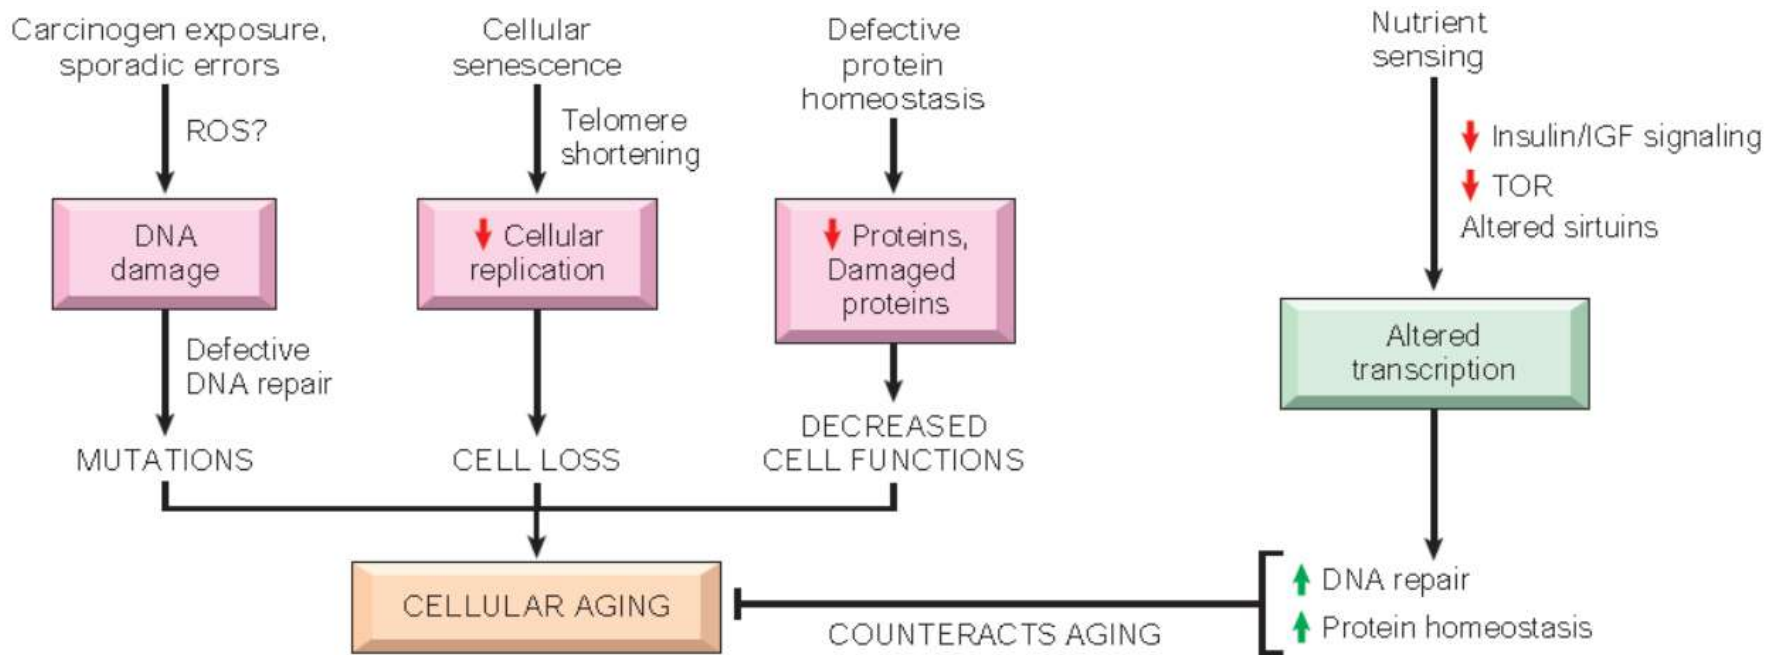 Carcinogen exposure,
sporadic errors
ROS?
DNA
damage
Defective
DNA repair
MUTATIONS
Cellular
senescence
Telomere
shortening
Cellular
replication
CELL LOSS
Defective
protein
homeostasis
Proteins,
Damaged
proteins
DECREASED
CELL FUNCTIONS
CELLULAR AGING
Nutrient
sensing
Insulin/IGF signaling
TOR
Altered sirtuins
Altered
transcription
DNA repair
Protein homeostasis
COUNTERACTS AGING